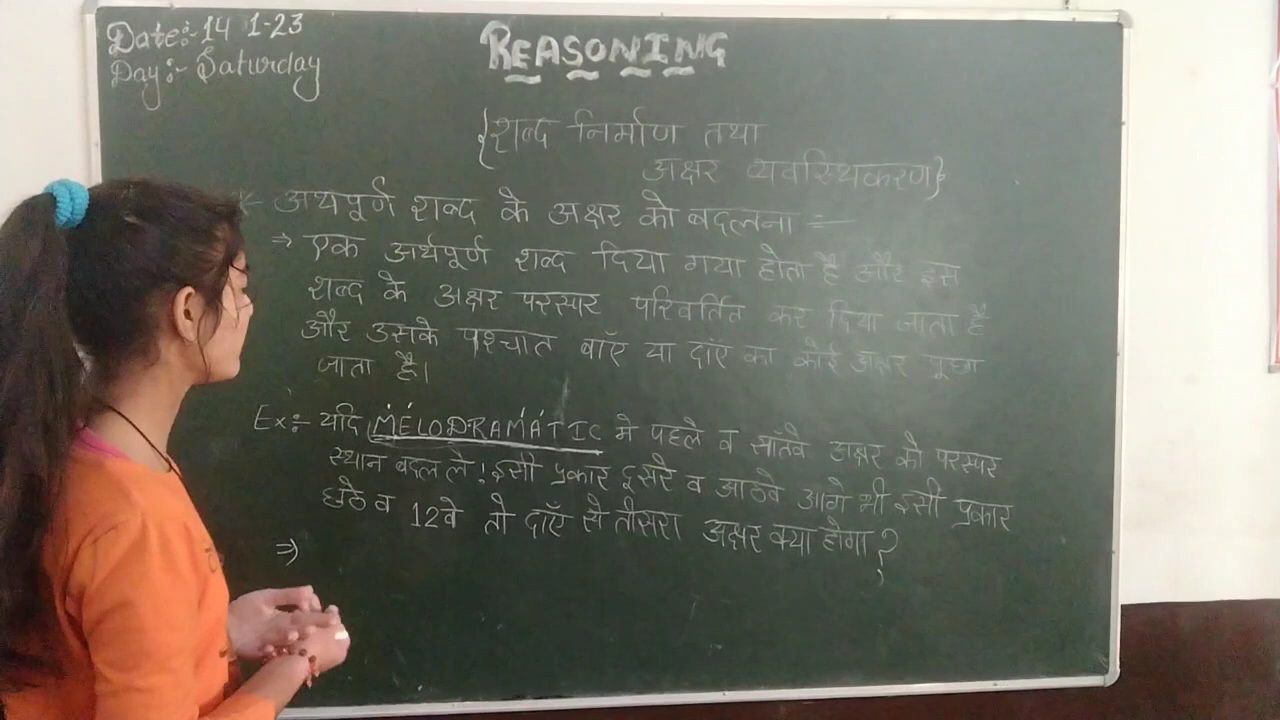 Date:- 14 1-23
Day:- Saturday
REASONING
{शब्द निर्माण तथा
अक्षर व्यवस्थिकरण}
अर्थपूर्ण शब्द के अक्षर को बदलना =
⇒ एक अर्थपूर्ण शब्द दिया गया होता है और इस
शब्द के अक्षर परस्पर परिवर्तित कर दिया जाता है
और उसके पश्चात बाँए या दाँए का कोई अक्षर पूछा
जाता है।
Ex:- यदि MELODRAMATIC मे पहले व साँतवे अक्षर को परस्पर
स्थान बदल ले! इसी प्रकार दूसरे व आठवे आगे भी इसी प्रकार
छठे व 12वे तो दाँए से तीसरा अक्षर क्या होगा?
⇒